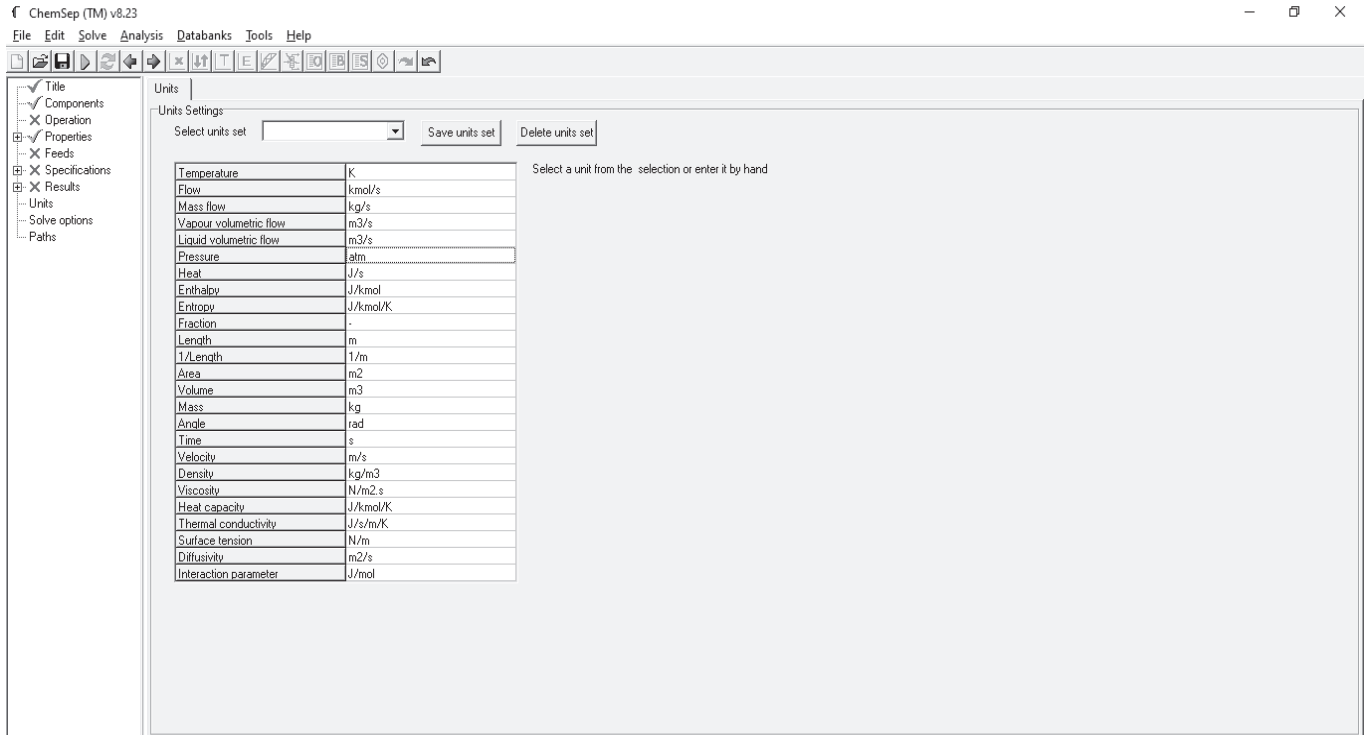 ChemSep (TM) v8.23
File Edit Solve Analysis Databanks Tools Help
Title
Components
Operation
Properties
Feeds
Specifications
Results
Units
Solve options
Paths
Units
Units Settings
Select units set Save units set Delete units set
Select a unit from the selection or enter it by hand
Temperature K
Flow kmol/s
Mass flow kg/s
Vapour volumetric flow m3/s
Liquid volumetric flow m3/s
Pressure atm
Heat J/s
Enthalpy J/kmol
Entropy J/kmol/K
Fraction -
Length m
1/Length 1/m
Area m2
Volume m3
Mass kg
Angle rad
Time s
Velocity m/s
Density kg/m3
Viscosity N/m2.s
Heat capacity J/kmol/K
Thermal conductivity J/s/m/K
Surface tension N/m
Diffusivity m2/s
Interaction parameter J/mol